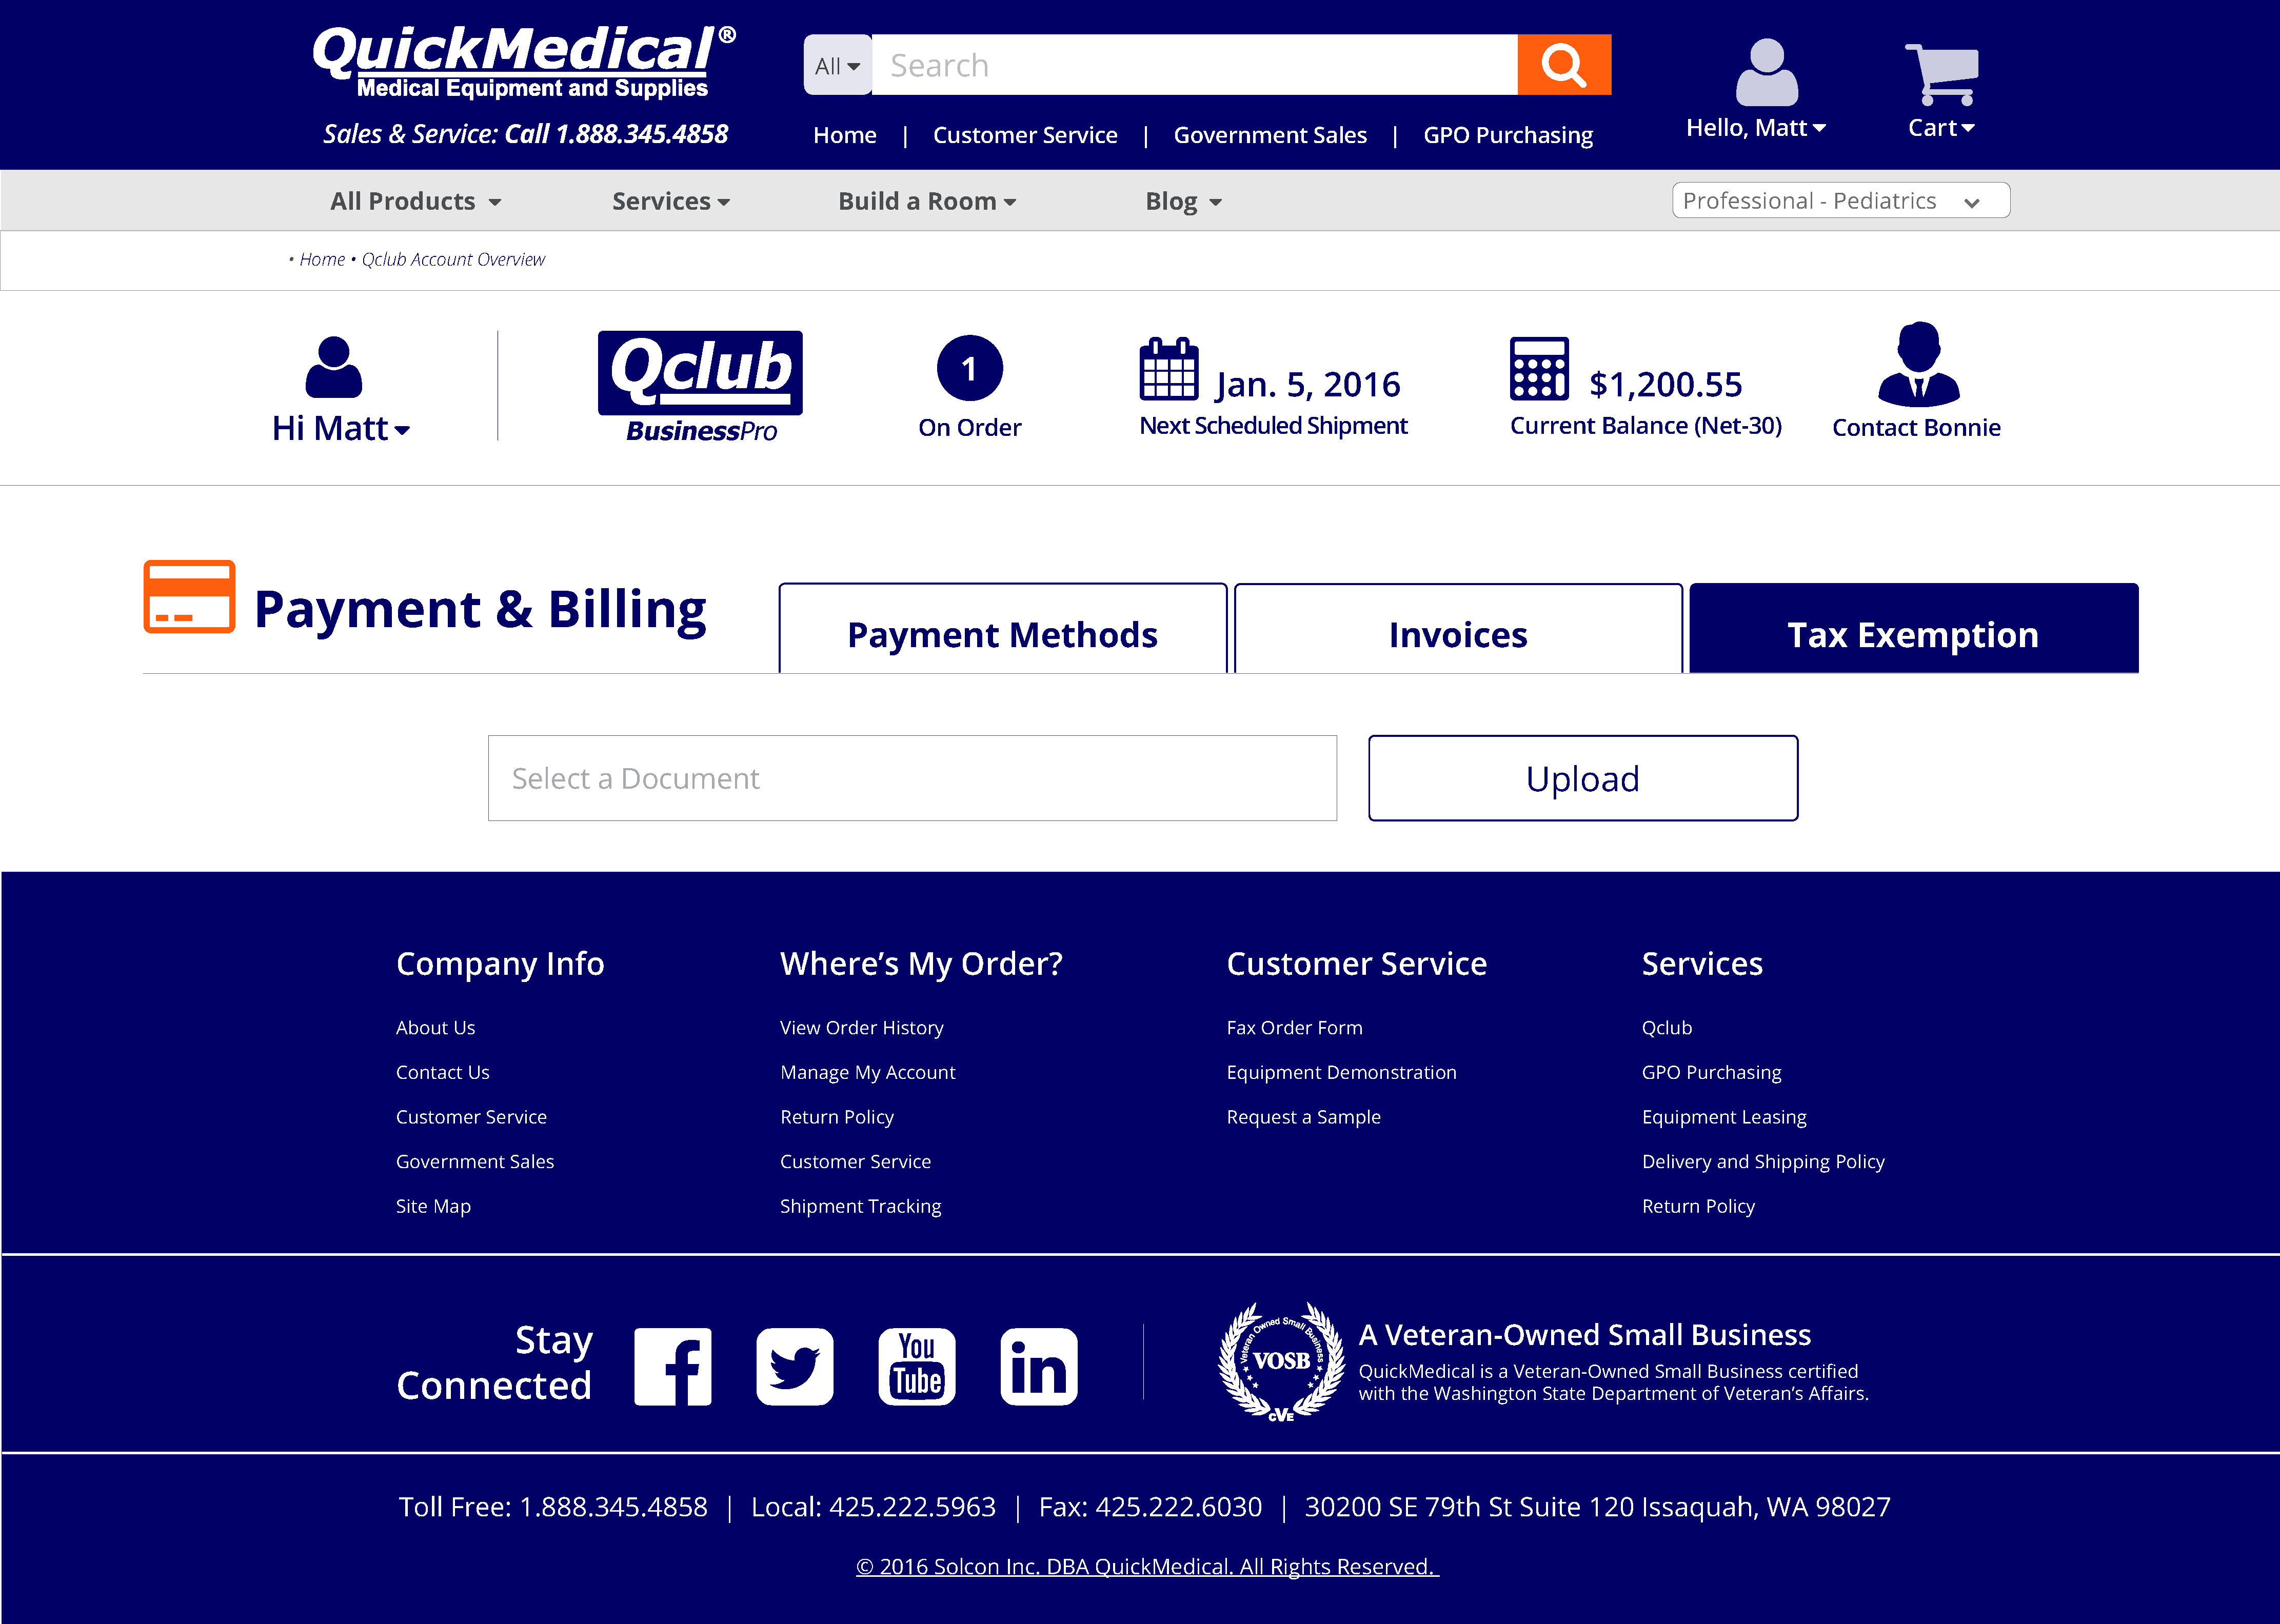 QuickMedical®
Medical Equipment and Supplies
Sales & Service: Call 1.888.345.4858
All
Search
Home | Customer Service | Government Sales | GPO Purchasing
Hello, Matt
Cart
All Products
Services
Build a Room
Blog
Professional - Pediatrics
• Home • Qclub Account Overview
Hi Matt
Qclub
BusinessPro
1
On Order
Jan. 5, 2016
Next Scheduled Shipment
$1,200.55
Current Balance (Net-30)
Contact Bonnie
Payment & Billing
Payment Methods
Invoices
Tax Exemption
Select a Document
Upload
Company Info
About Us
Contact Us
Customer Service
Government Sales
Site Map
Where’s My Order?
View Order History
Manage My Account
Return Policy
Customer Service
Shipment Tracking
Customer Service
Fax Order Form
Equipment Demonstration
Request a Sample
Services
Qclub
GPO Purchasing
Equipment Leasing
Delivery and Shipping Policy
Return Policy
Stay
Connected
f
You
Tube
in
Veteran Owned Small Business
VOSB
CVE
A Veteran-Owned Small Business
QuickMedical is a Veteran-Owned Small Business certified
with the Washington State Department of Veteran’s Affairs.
Toll Free: 1.888.345.4858 | Local: 425.222.5963 | Fax: 425.222.6030 | 30200 SE 79th St Suite 120 Issaquah, WA 98027
© 2016 Solcon Inc. DBA QuickMedical. All Rights Reserved.